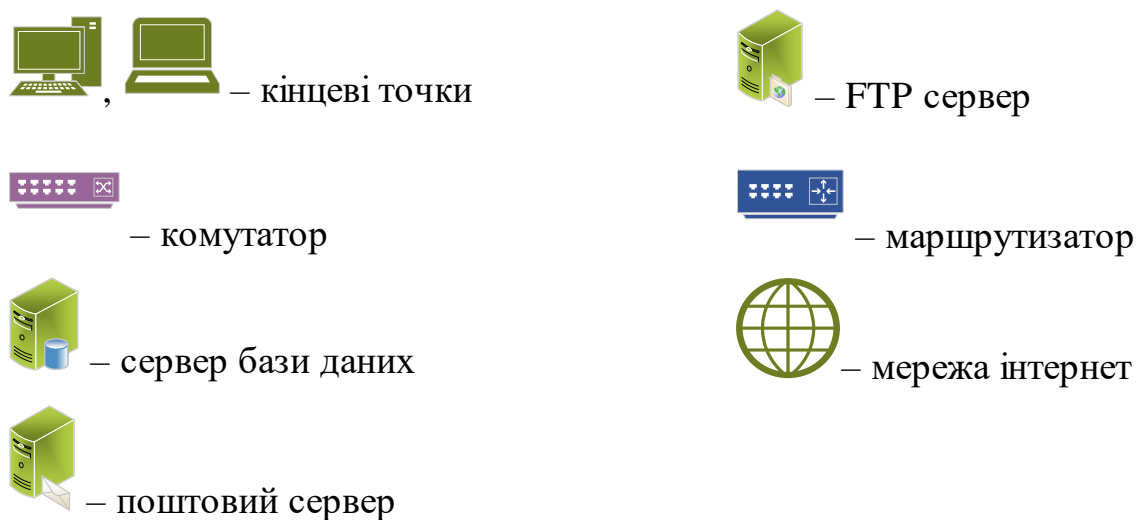 , – кінцеві точки
– FTP сервер
– комутатор
– маршрутизатор
– сервер бази даних
– мережа інтернет
– поштовий сервер